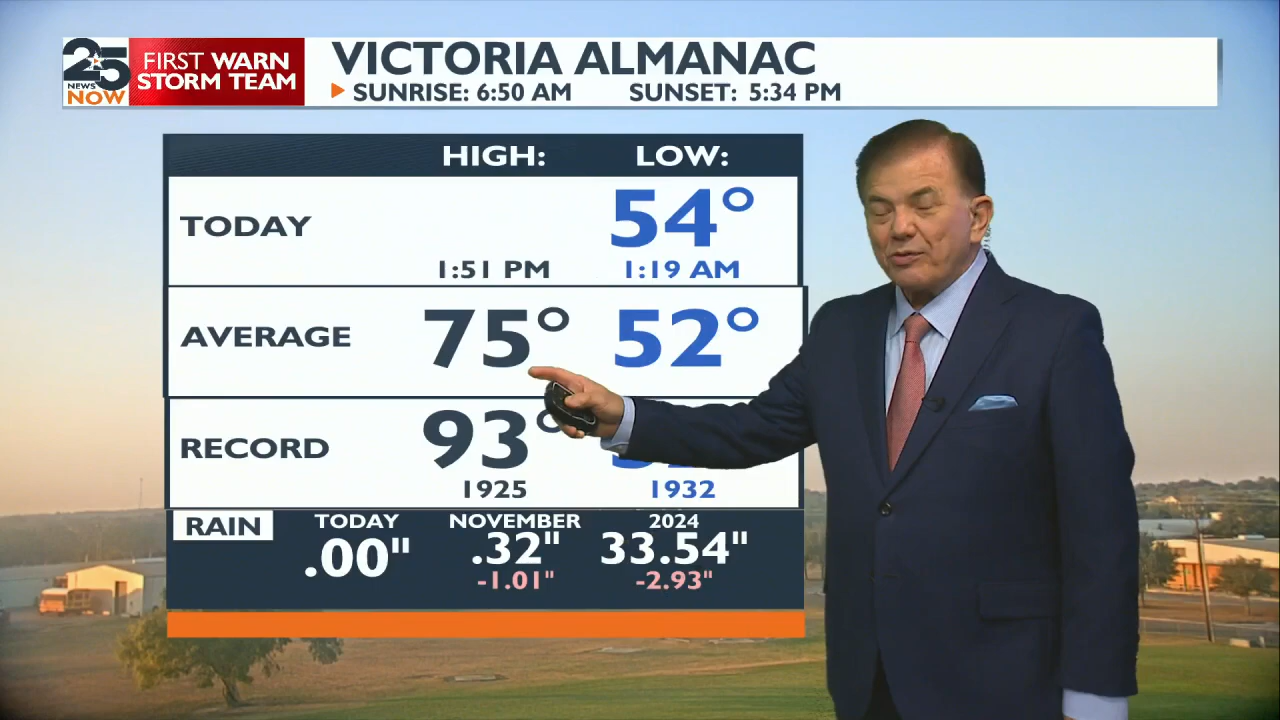 25
NEWS
NOW
FIRST WARN
STORM TEAM
VICTORIA ALMANAC
SUNRISE: 6:50 AM SUNSET: 5:34 PM
HIGH: LOW:
TODAY 54°
1:51 PM 1:19 AM
AVERAGE 75° 52°
RECORD 93°
1925 1932
RAIN TODAY NOVEMBER 2024
.00" .32" 33.54"
-1.01" -2.93"